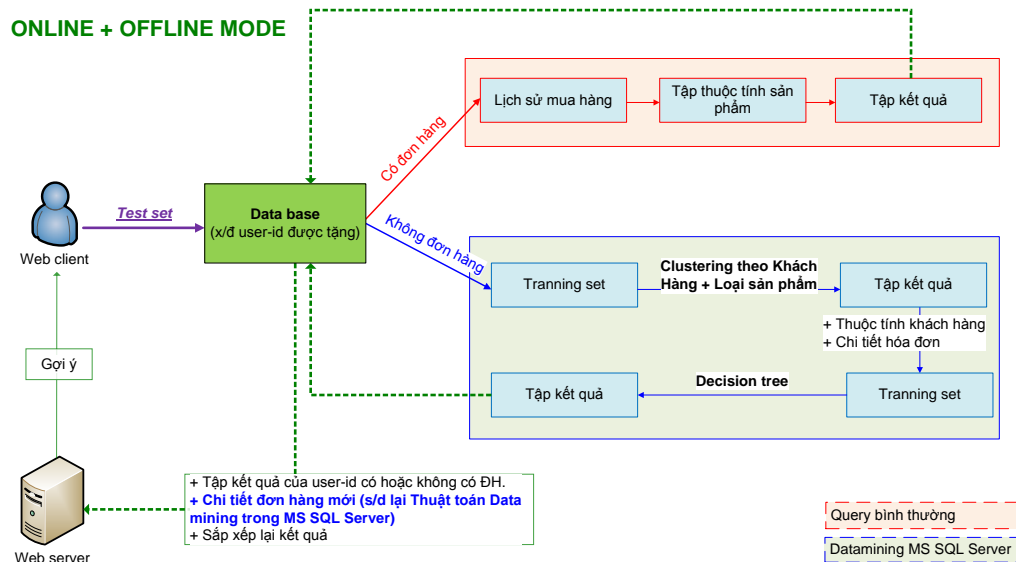 ONLINE + OFFLINE MODE
Lịch sử mua hàng
Tập thuộc tính sản
phẩm
Tập kết quả
Có đơn hàng
Test set
Data base
(x/đ user-id được tặng)
Web client
Không đơn hàng
Tranning set
Clustering theo Khách
Hàng + Loại sản phẩm
Tập kết quả
+ Thuộc tính khách hàng
+ Chi tiết hóa đơn
Gợi ý
Tập kết quả
Decision tree
Tranning set
+ Tập kết quả của user-id có hoặc không có ĐH.
+ Chi tiết đơn hàng mới (s/d lại Thuật toán Data
mining trong MS SQL Server)
+ Sắp xếp lại kết quả
Web server
Query bình thường
Datamining MS SQL Server